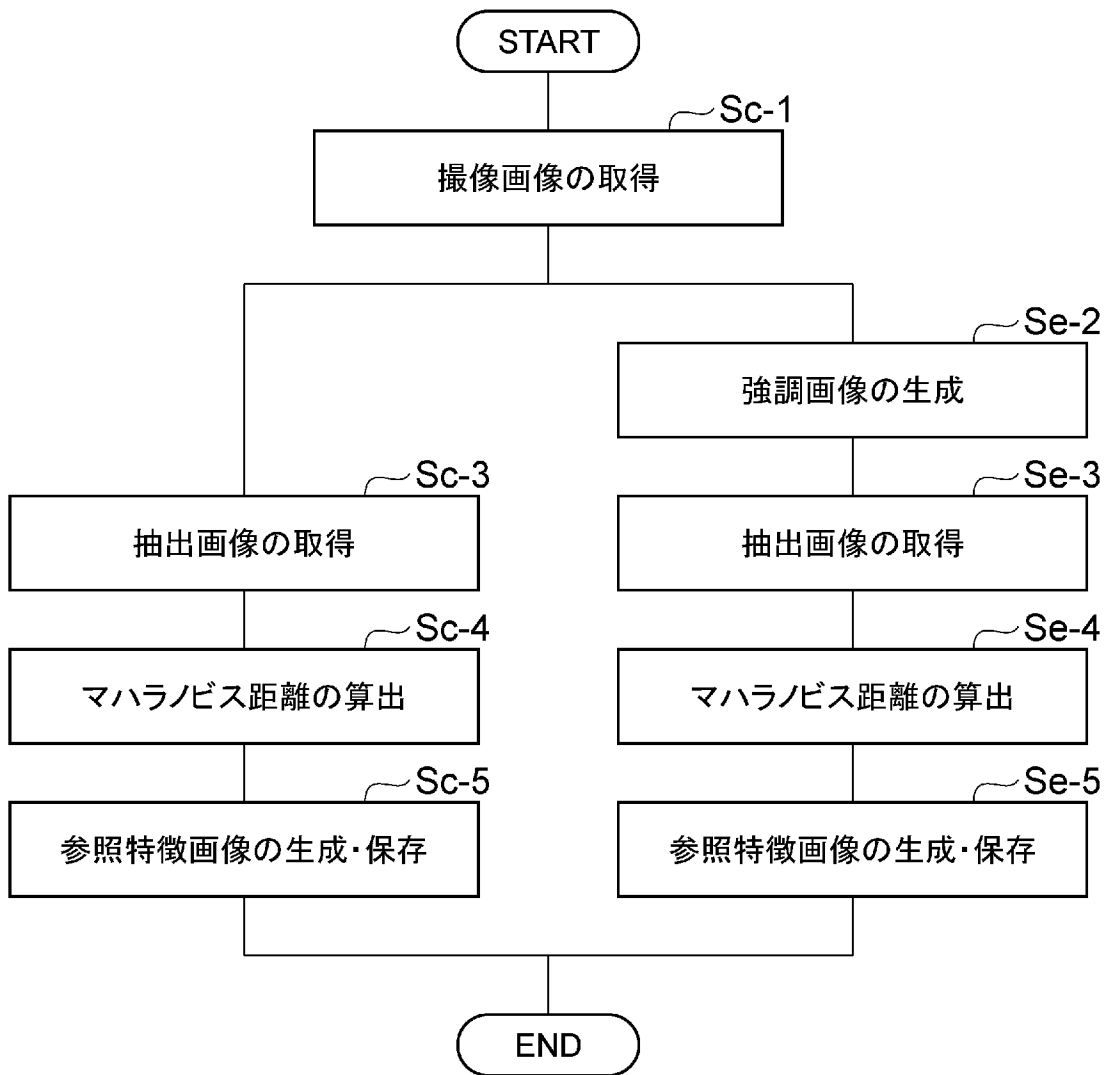 START
Sc-1
撮像画像の取得
Se-2
強調画像の生成
Sc-3
抽出画像の取得
Se-3
抽出画像の取得
Sc-4
マハラノビス距離の算出
Se-4
マハラノビス距離の算出
Sc-5
参照特徴画像の生成・保存
Se-5
参照特徴画像の生成・保存
END